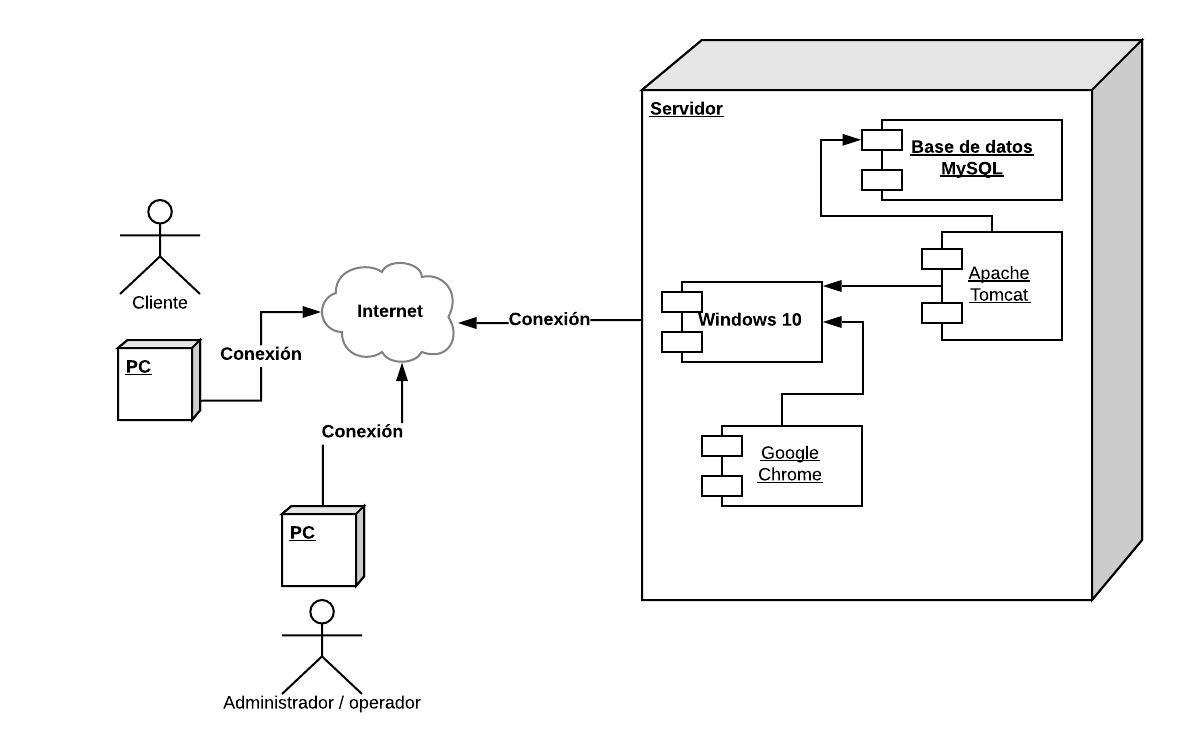 Servidor
Base de datos
MySQL
Apache
Tomcat
Cliente
Internet
Conexión
Windows 10
PC
Conexión
Conexión
Google
Chrome
PC
Administrador / operador